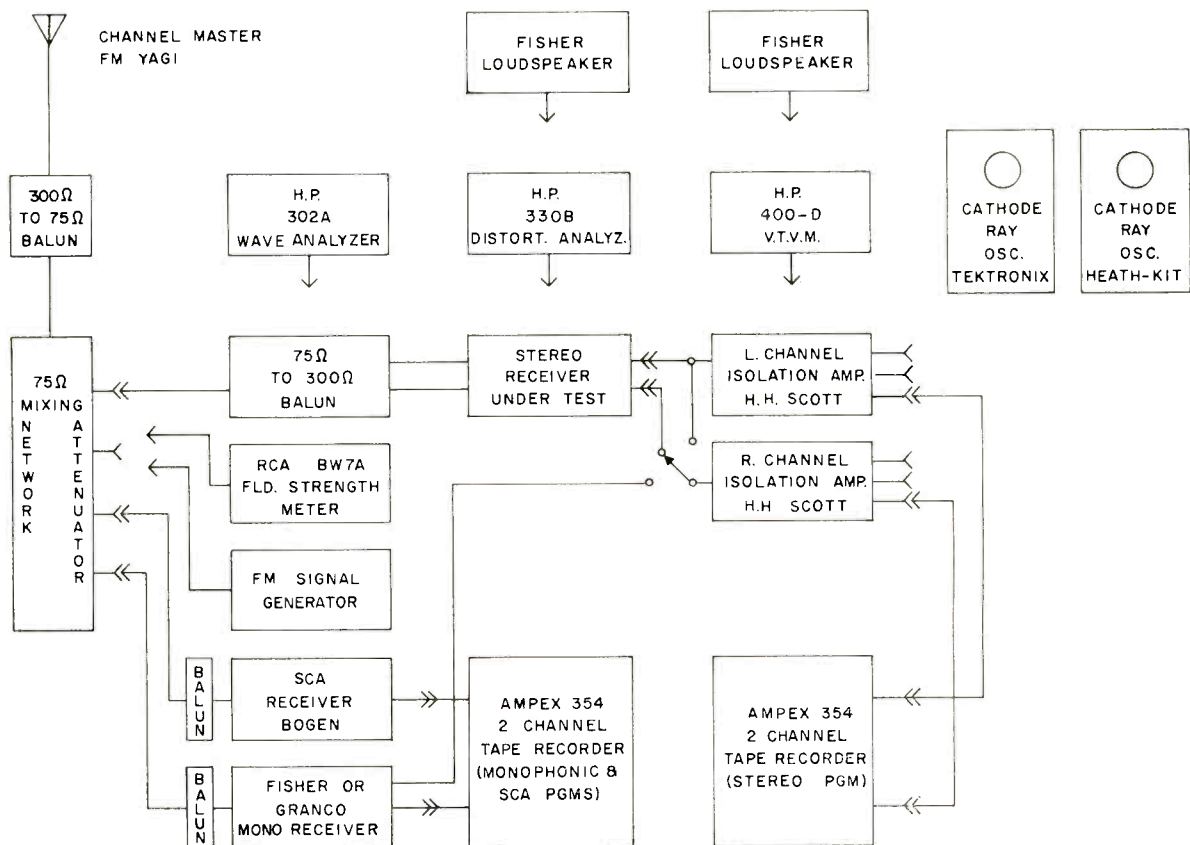 CHANNEL MASTER
FM YAGI
FISHER
LOUDSPEAKER
FISHER
LOUDSPEAKER
300Ω
TO 75Ω
BALUN
H.P.
302A
WAVE ANALYZER
H.P.
330B
DISTORT. ANALYZ.
H.P.
400-D
V.T.V.M.
CATHODE
RAY
OSC.
TEKTRONIX
CATHODE
RAY
OSC.
HEATH-KIT
75Ω
MIXING
NETWORK
ATTENUATOR
75Ω
TO 300Ω
BALUN
STEREO
RECEIVER
UNDER TEST
L. CHANNEL
ISOLATION AMP.
H.H. SCOTT
RCA BW7A
FLD. STRENGTH
METER
R. CHANNEL
ISOLATION AMP.
H.H SCOTT
FM SIGNAL
GENERATOR
BALUN
SCA
RECEIVER
BOGEN
AMPEX 354
2 CHANNEL
TAPE RECORDER
(MONOPHONIC &
SCA PGMS)
AMPEX 354
2 CHANNEL
TAPE RECORDER
(STEREO PGM)
BALUN
FISHER OR
GRANCO
MONO RECEIVER